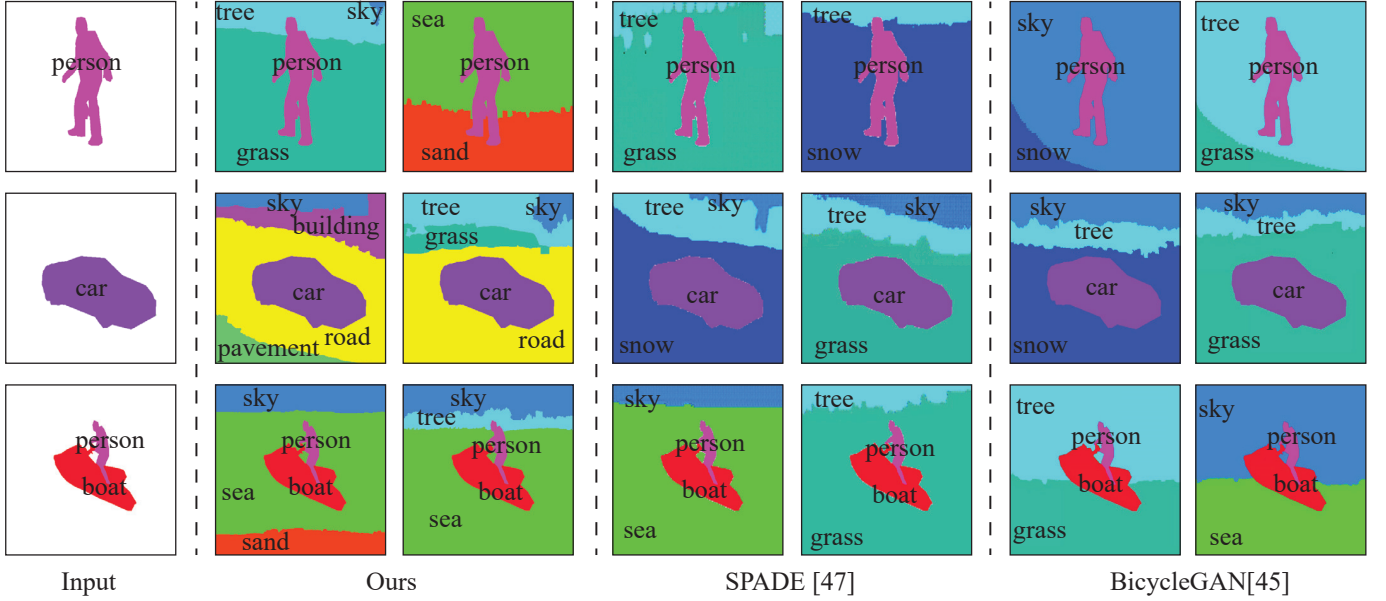 person
tree
sky
person
grass
sea
person
sand
tree
person
grass
tree
person
snow
sky
person
snow
tree
person
grass
car
sky
building
car
road
pavement
tree
sky
grass
car
road
tree
sky
car
snow
tree
sky
car
grass
sky
tree
car
snow
sky
tree
car
grass
person
boat
sky
person
boat
sea
sand
sky
tree
person
boat
sea
sky
person
boat
sea
tree
person
boat
grass
tree
person
boat
grass
sky
person
boat
sea
Input
Ours
SPADE [47]
BicycleGAN[45]